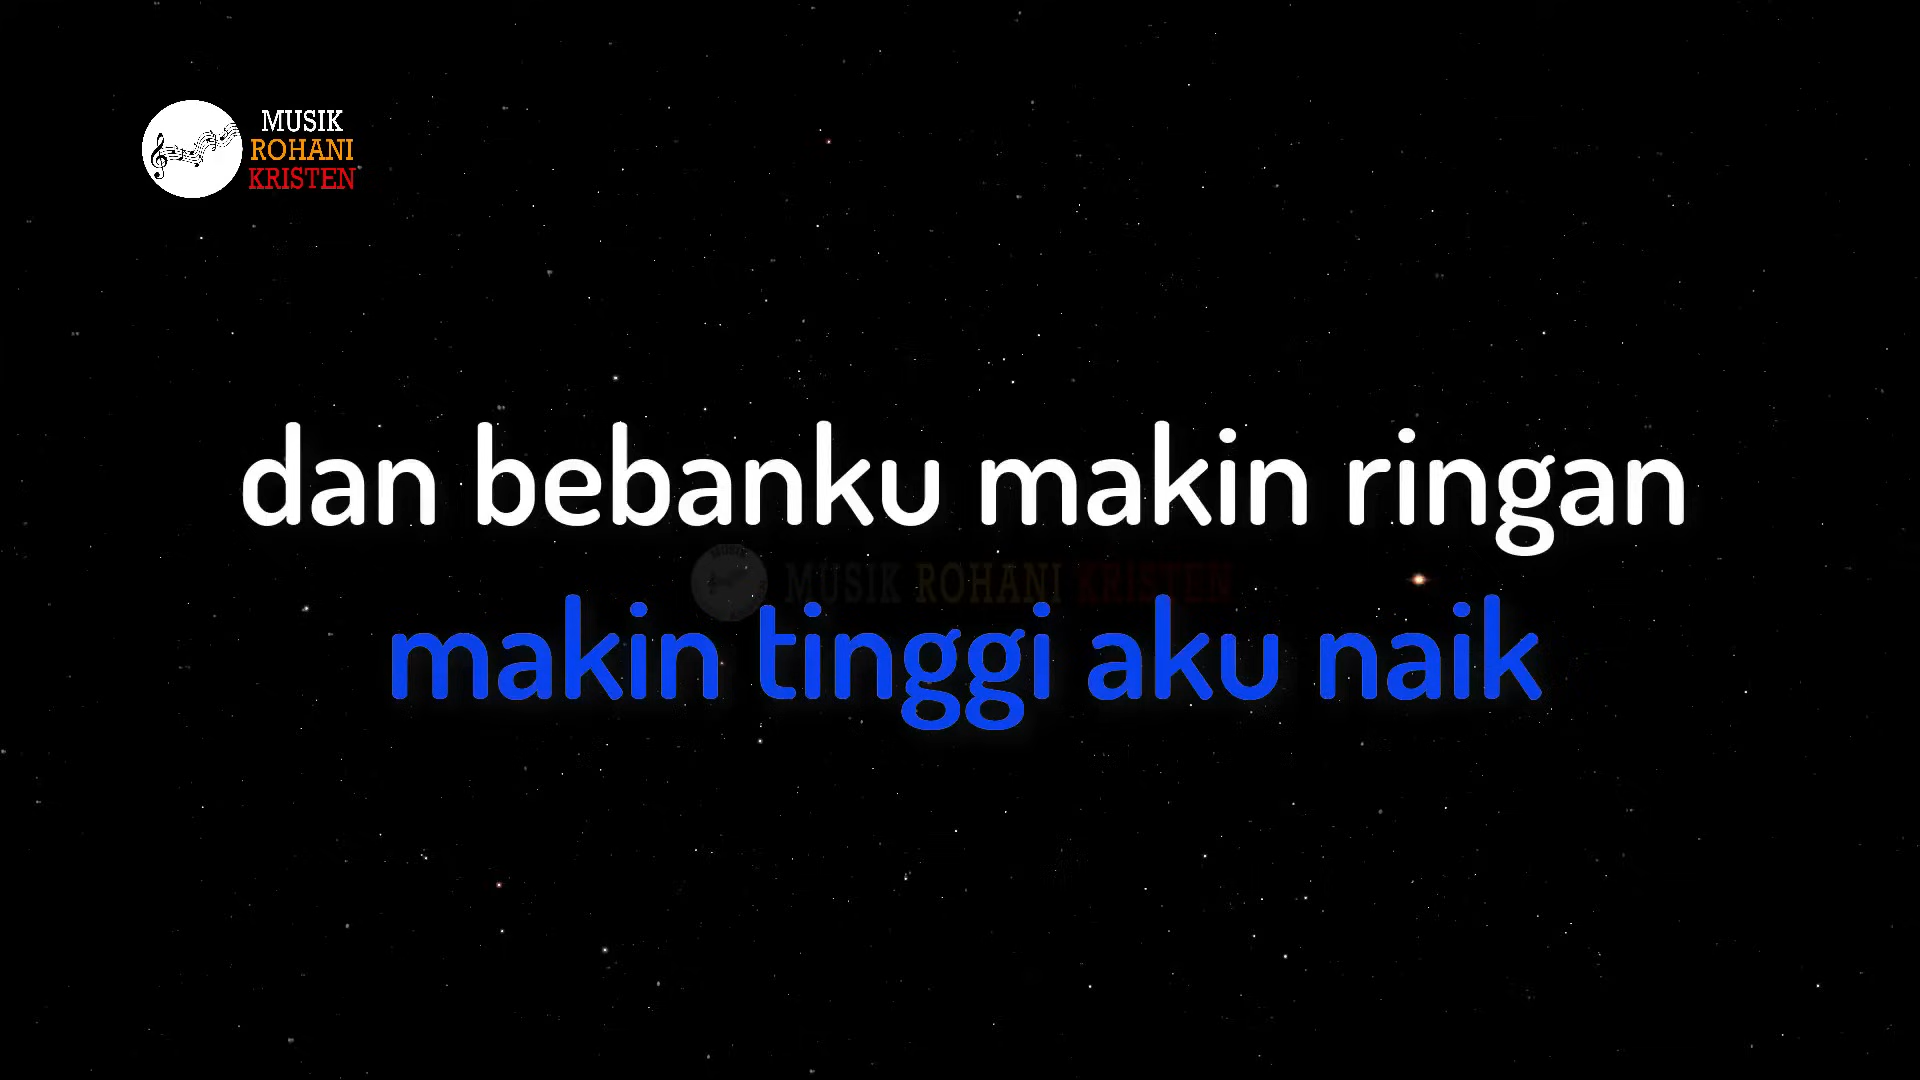 MUSIK
ROHANI
KRISTEN
dan bebanku makin ringan
MUSIK ROHANI KRISTEN
makin tinggi aku naik